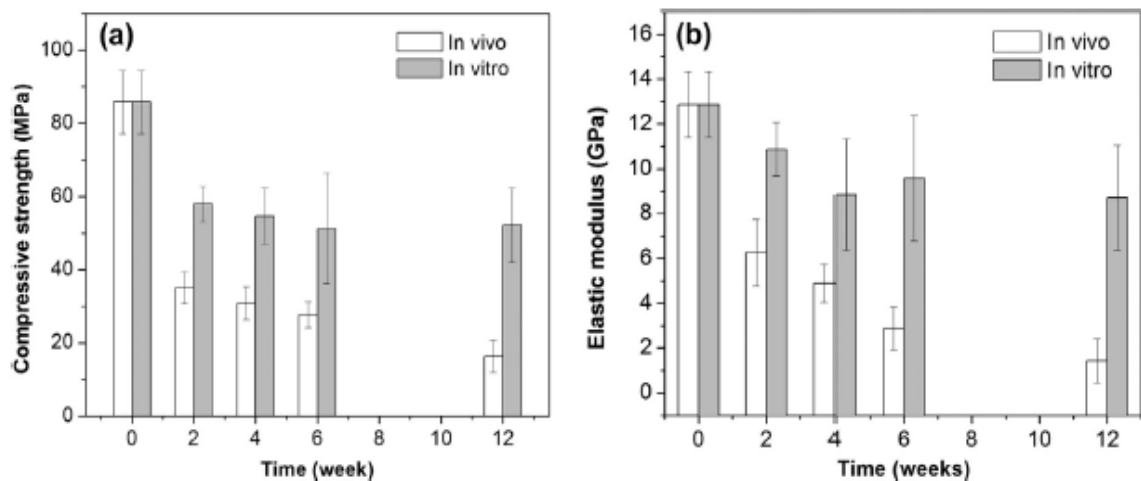 (a)
In vivo
In vitro
Compressive strength (MPa)
100
80
60
40
20
0
0 2 4 6 8 10 12
Time (week)
(b)
In vivo
In vitro
Elastic modulus (GPa)
16
14
12
10
8
6
4
2
0
0 2 4 6 8 10 12
Time (weeks)